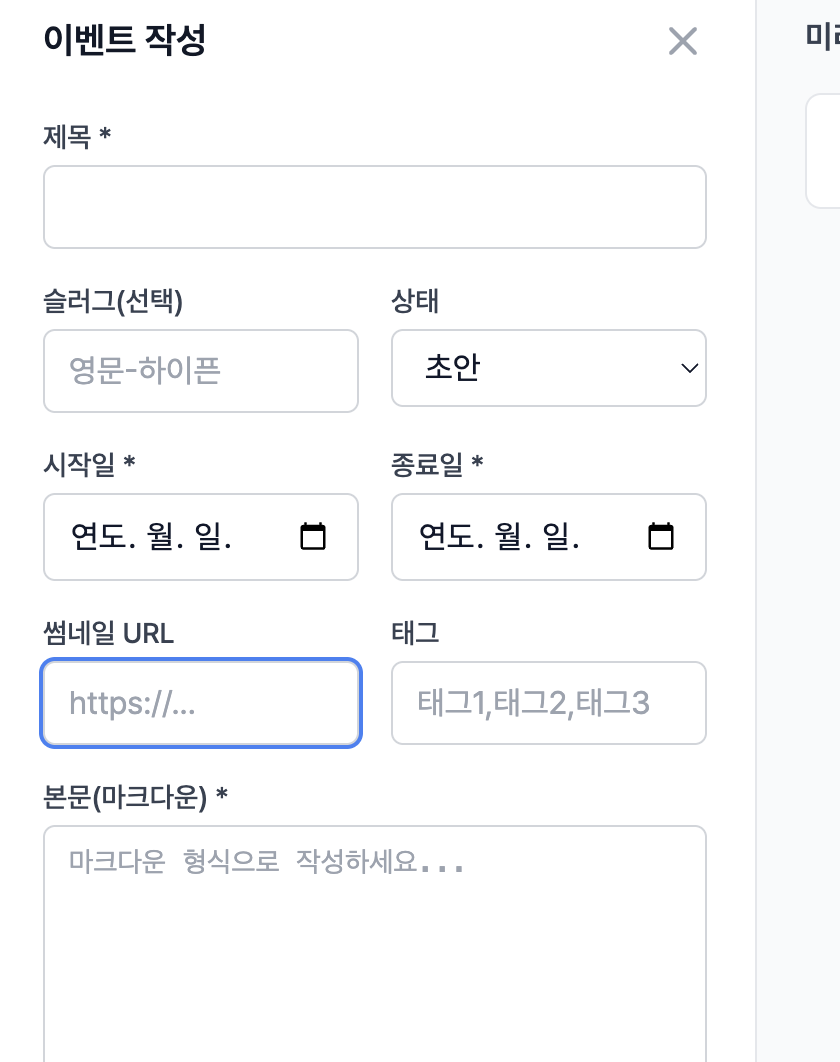 이벤트 작성
제목 *
슬러그(선택) 상태
영문-하이픈 초안
시작일 * 종료일 *
연도. 월. 일. 연도. 월. 일.
썸네일 URL 태그
https://... 태그1,태그2,태그3
본문(마크다운) *
마크다운 형식으로 작성하세요...